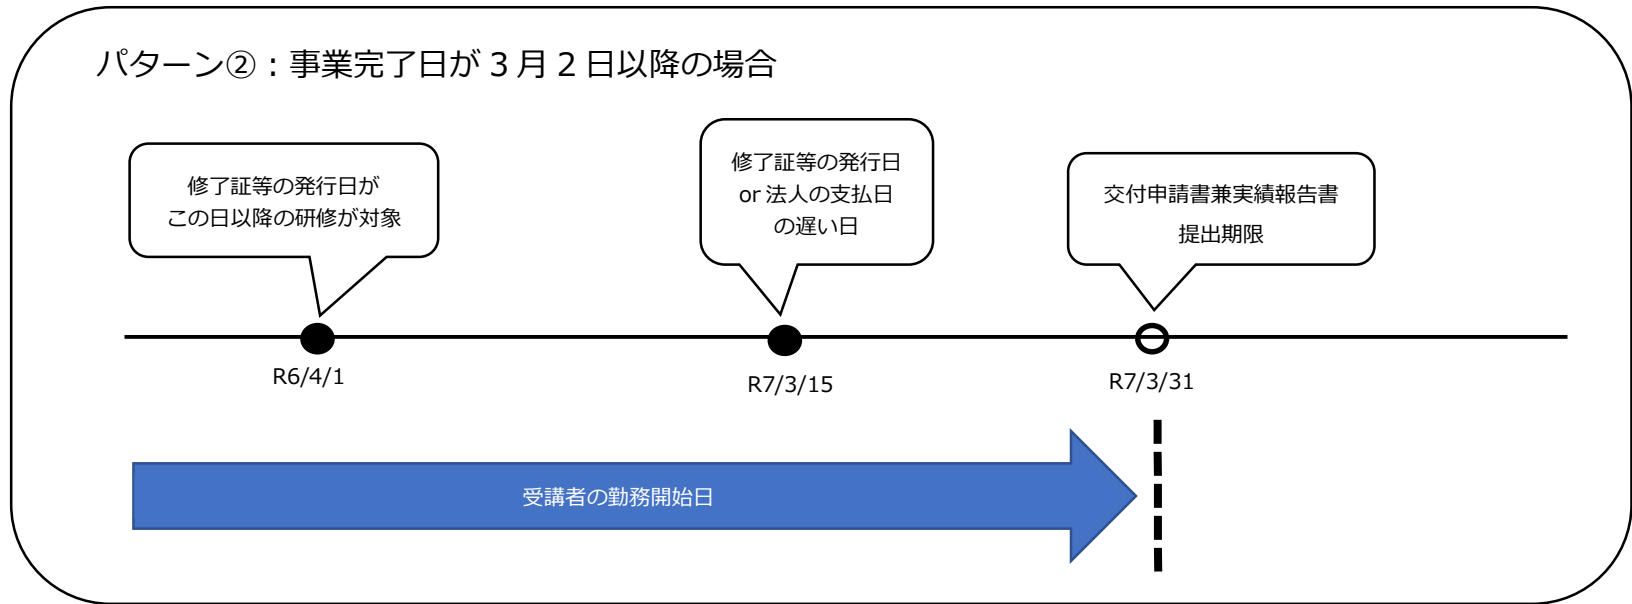 パターン②：事業完了日が３月２日以降の場合
修了証等の発行日が
この日以降の研修が対象
修了証等の発行日
or 法人の支払日
の遅い日
交付申請書兼実績報告書
提出期限
R6/4/1
R7/3/15
R7/3/31
受講者の勤務開始日